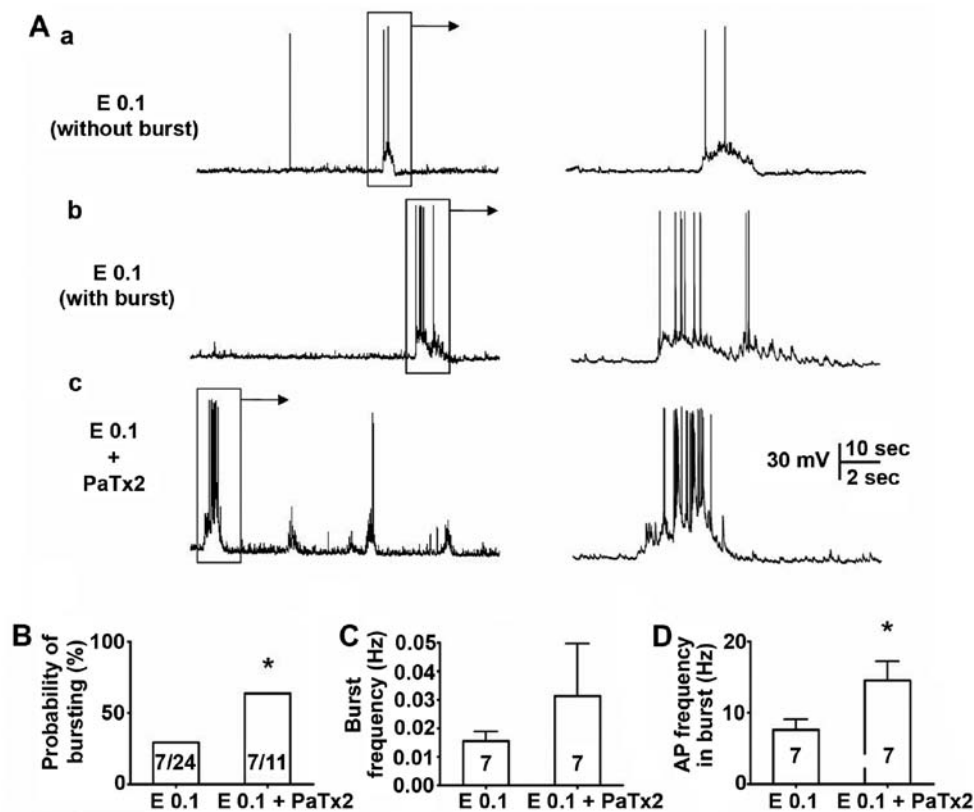 A
a
E 0.1
(without burst)
b
E 0.1
(with burst)
c
E 0.1
+
PaTx2
30 mV
10 sec
2 sec
B
Probability of
bursting (%)
100
50
0
*
7/24
7/11
E 0.1
E 0.1 + PaTx2
C
Burst
frequency (Hz)
0.05
0.04
0.03
0.02
0.01
0.00
7
7
E 0.1
E 0.1 + PaTx2
D
AP frequency
in burst (Hz)
20
10
0
*
7
7
E 0.1
E 0.1 + PaTx2